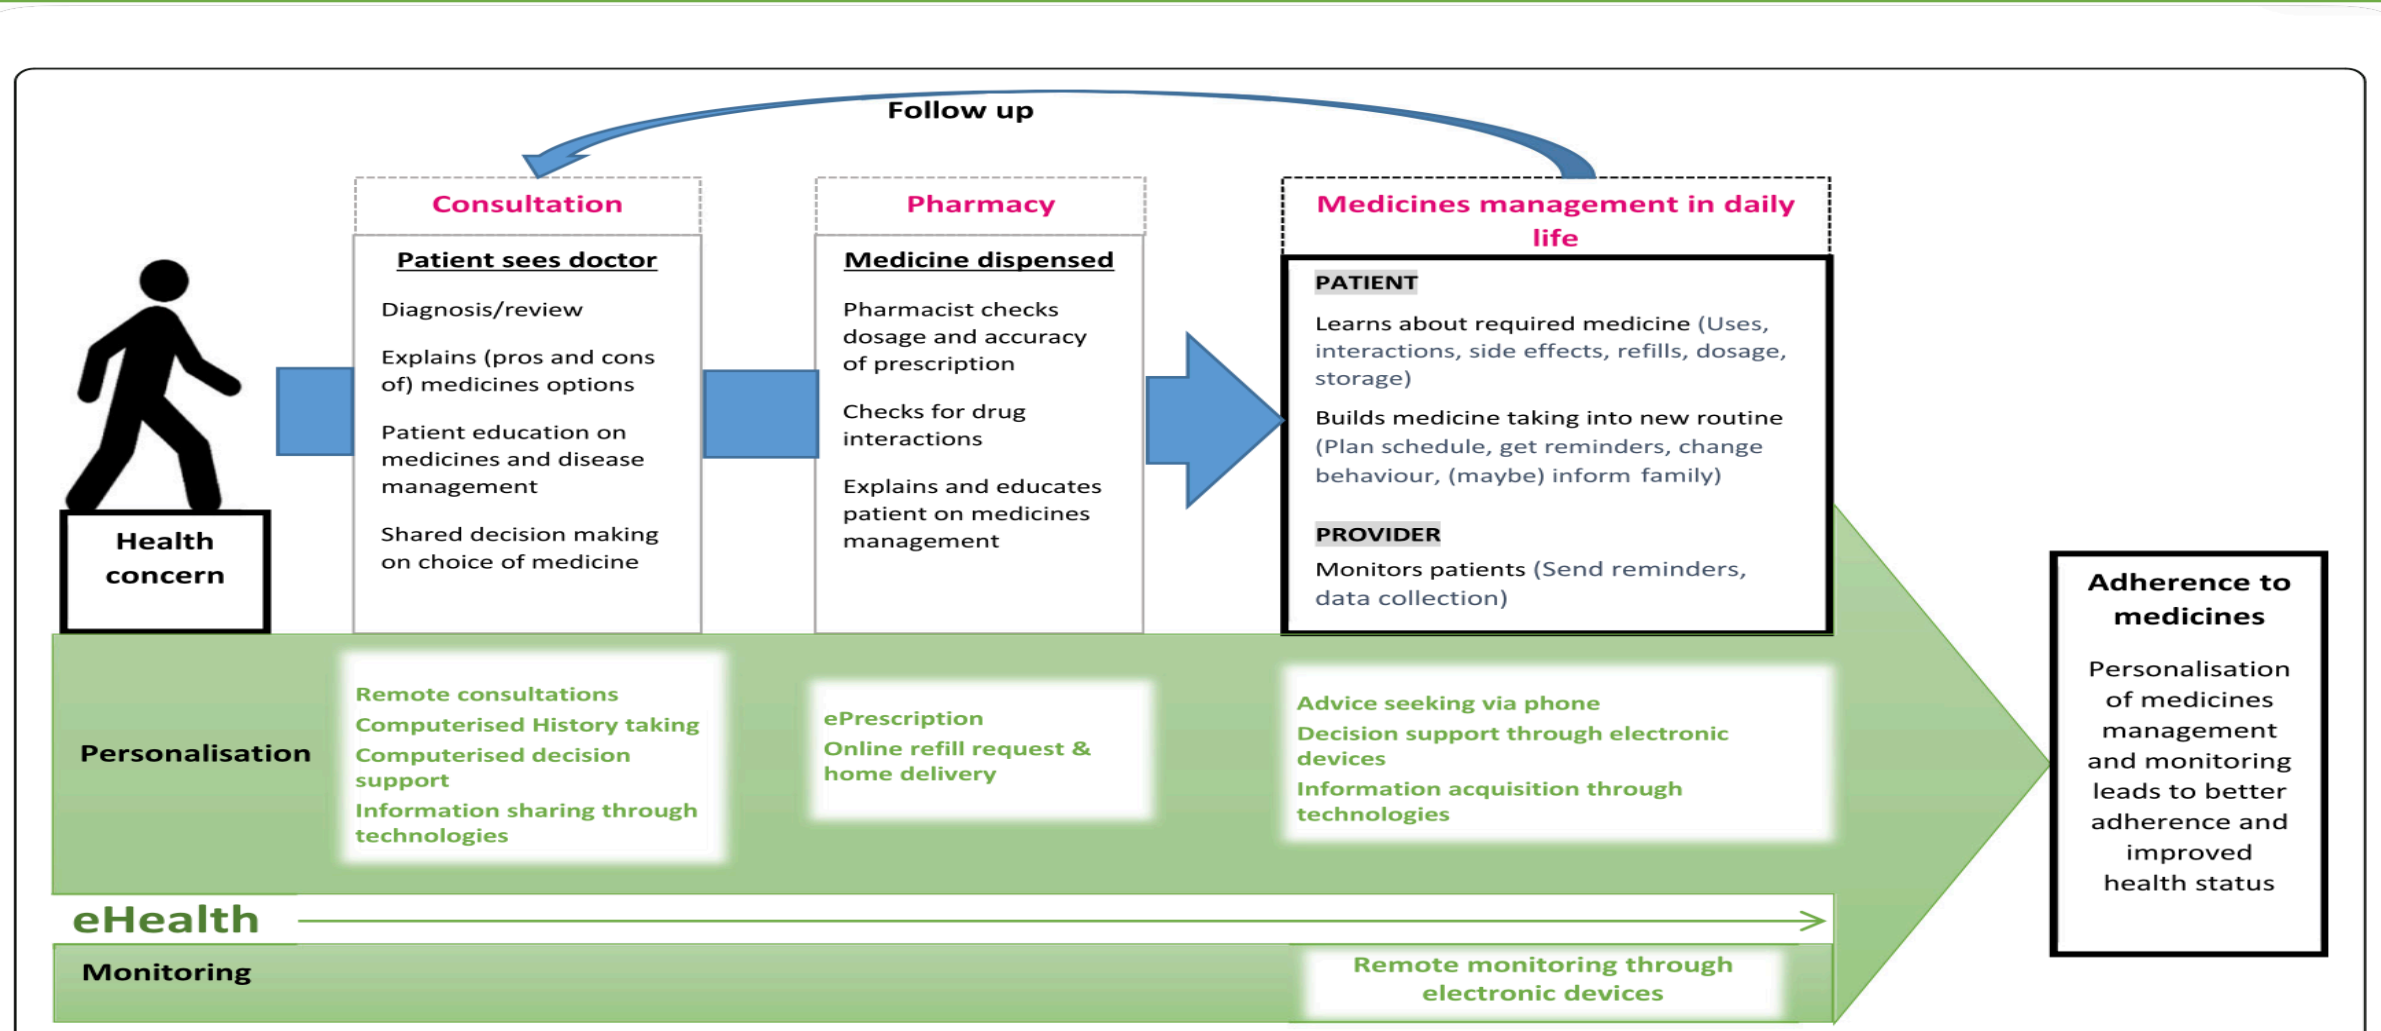 Follow up
Consultation
Patient sees doctor
Diagnosis/review
Explains (pros and cons
of) medicines options
Patient education on
medicines and disease
management
Shared decision making
on choice of medicine
Pharmacy
Medicine dispensed
Pharmacist checks
dosage and accuracy
of prescription
Checks for drug
interactions
Explains and educates
patient on medicines
management
Medicines management in daily
life
PATIENT
Learns about required medicine (Uses,
interactions, side effects, refills, dosage,
storage)
Builds medicine taking into new routine
(Plan schedule, get reminders, change
behaviour, (maybe) inform family)
PROVIDER
Monitors patients (Send reminders,
data collection)
Health
concern
Personalisation
Remote consultations
Computerised History taking
Computerised decision
support
Information sharing through
technologies
ePrescription
Online refill request &
home delivery
Advice seeking via phone
Decision support through electronic
devices
Information acquisition through
technologies
eHealth
Monitoring
Remote monitoring through
electronic devices
Adherence to
medicines
Personalisation
of medicines
management
and monitoring
leads to better
adherence and
improved
health status